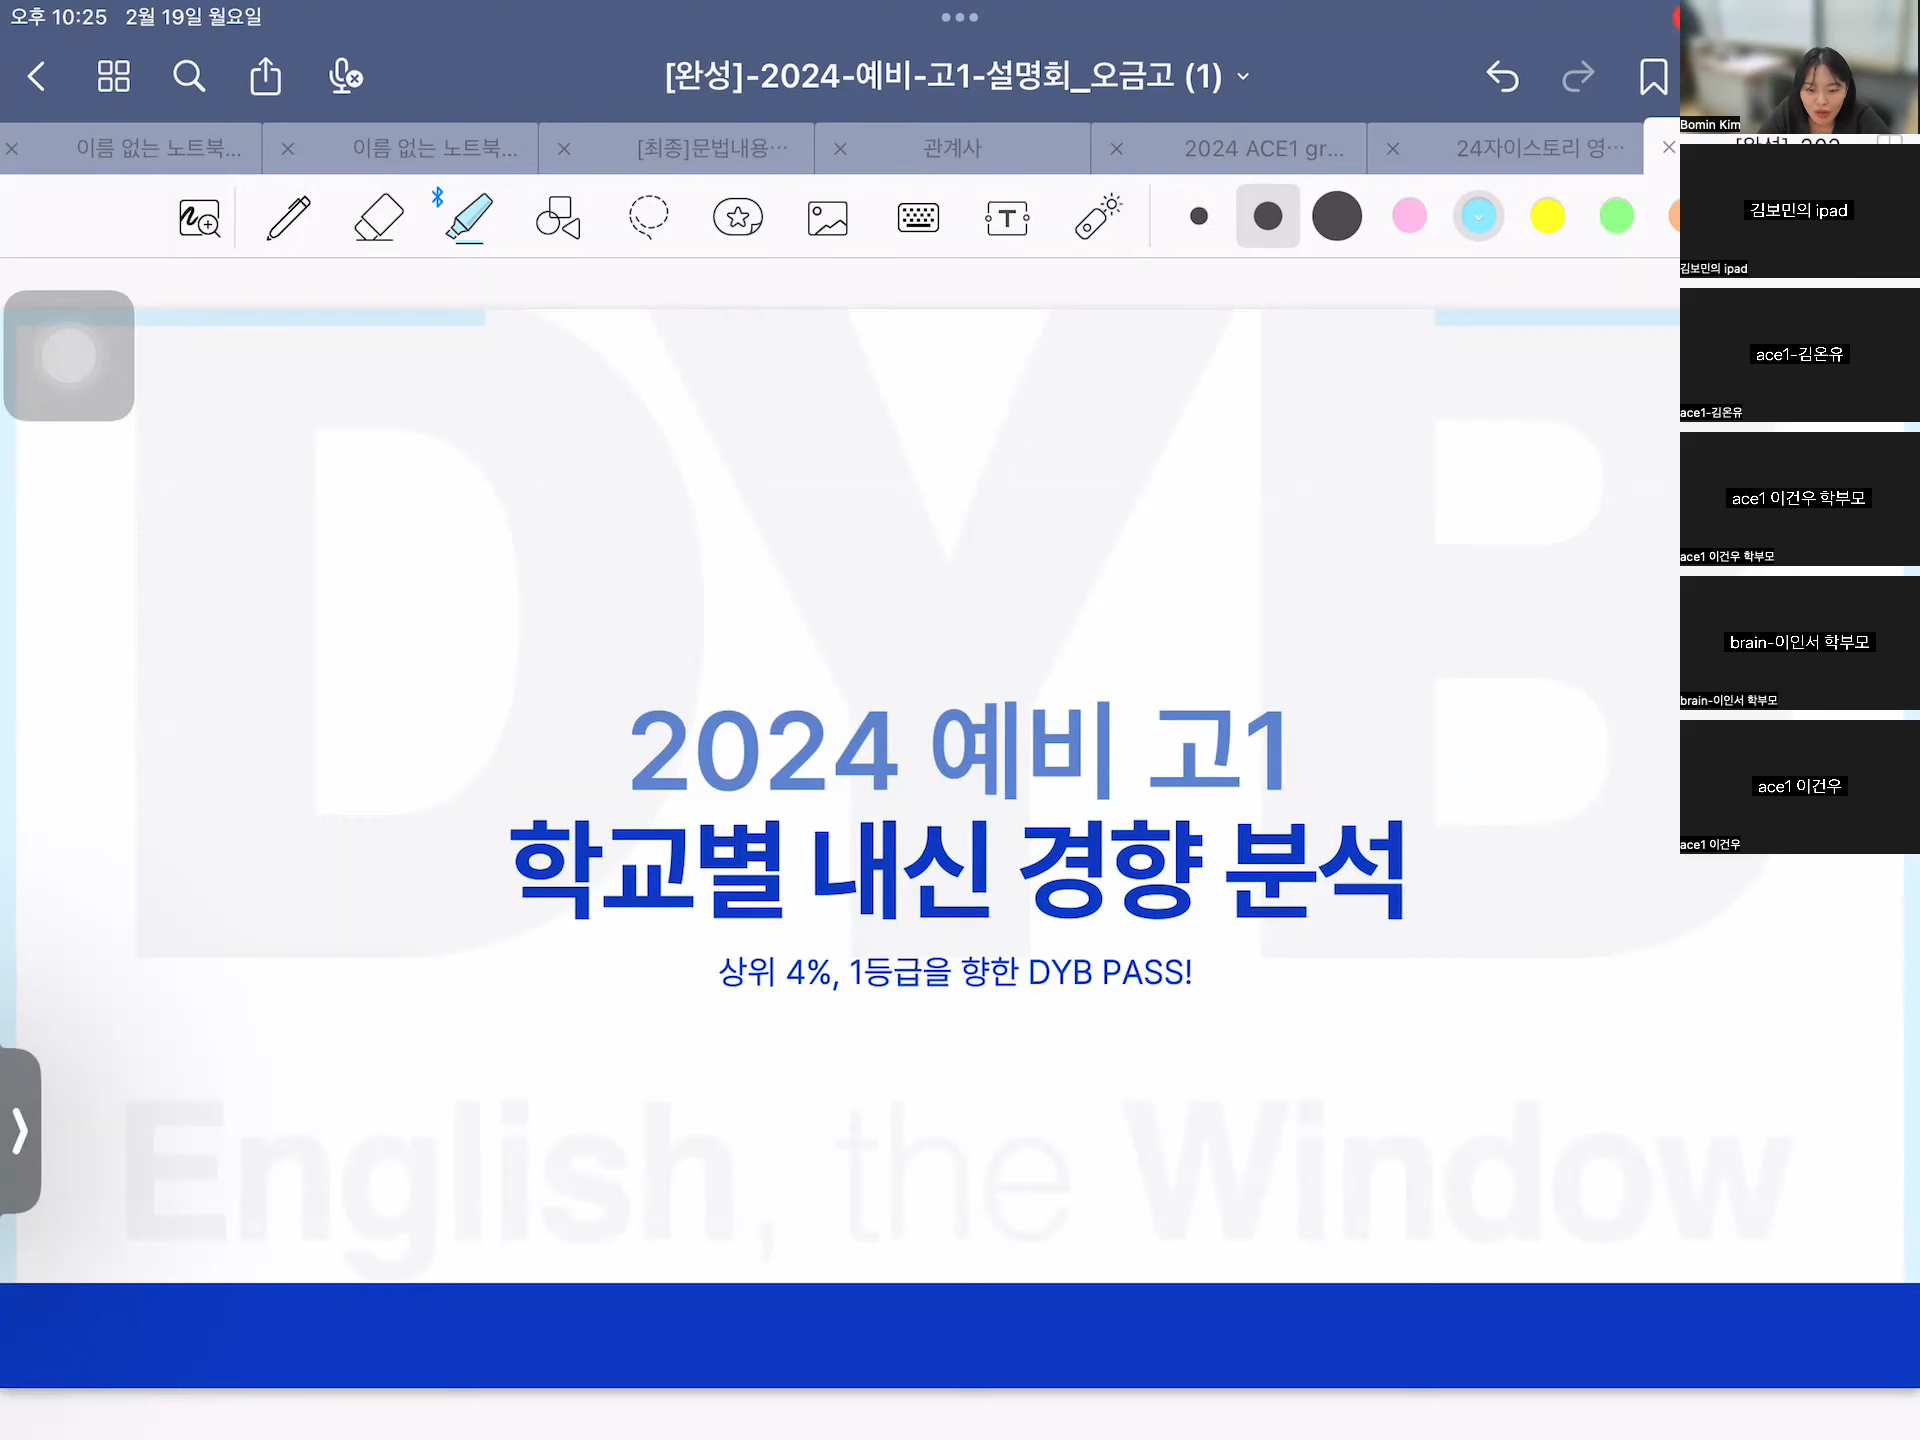 오후 10:25 2월 19일 월요일
[완성]-2024-예비-고1-설명회_오금고 (1)
이름 없는 노트북...
이름 없는 노트북...
[최종]문법내용...
관계사
2024 ACE1 gr...
24자이스토리 영...
Bomin Kim
김보민의 ipad
김보민의 ipad
ace1-김온유
ace1-김온유
ace1 이건우 학부모
ace1 이건우 학부모
brain-이인서 학부모
brain-이인서 학부모
ace1 이건우
ace1 이건우
DYB
2024 예비 고1
학교별 내신 경향 분석
상위 4%, 1등급을 향한 DYB PASS!
English, the Window